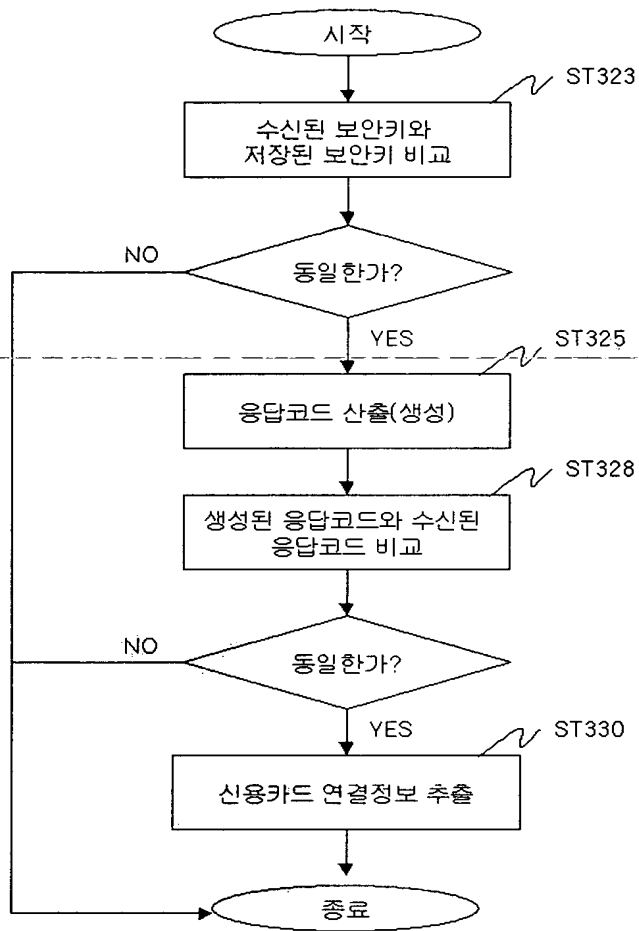 시작
ST323
수신된 보안키와
저장된 보안키 비교
NO
동일한가?
YES
ST325
응답코드 산출(생성)
ST328
생성된 응답코드와 수신된
응답코드 비교
NO
동일한가?
YES
ST330
신용카드 연결정보 추출
종료